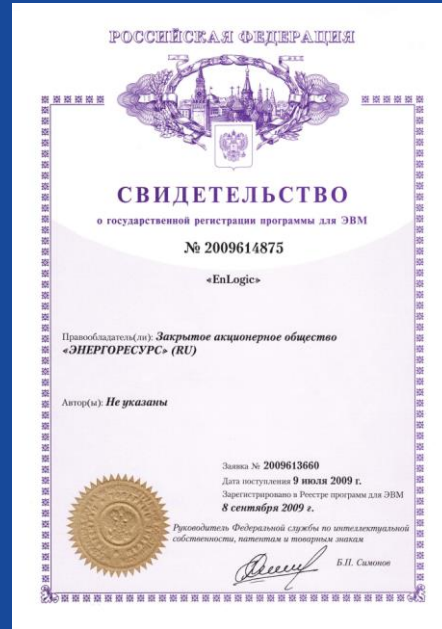 РОССИЙСКАЯ ФЕДЕРАЦИЯ
СВИДЕТЕЛЬСТВО
о государственной регистрации программы для ЭВМ
№ 2009614875
«EnLogic»
Правообладатель(ли): Закрытое акционерное общество
«ЭНЕРГОРЕСУРС» (RU)
Автор(ы): Не указаны
Заявка № 2009613660
Дата поступления 9 июля 2009 г.
Зарегистрировано в Реестре программ для ЭВМ
8 сентября 2009 г.
Руководитель Федеральной службы по интеллектуальной
собственности, патентам и товарным знакам
Б.П. Симонов